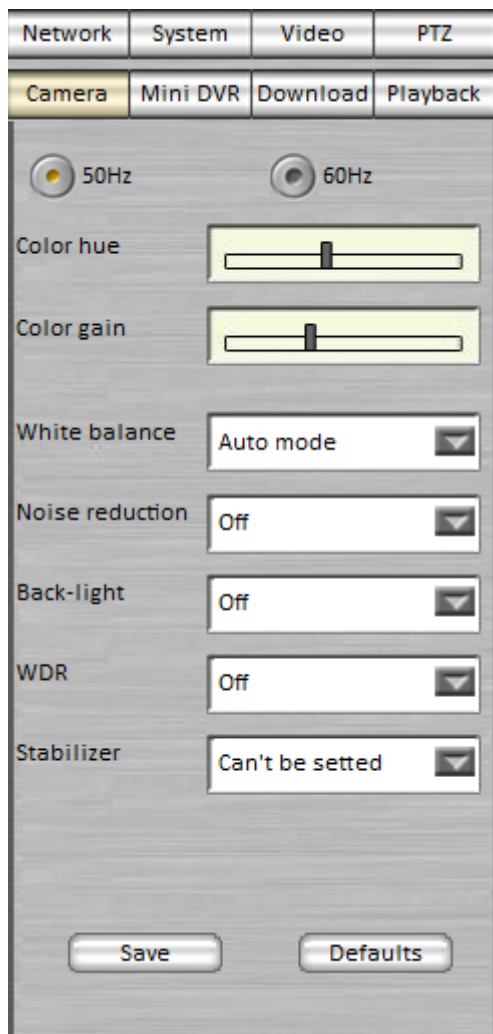 Network System Video PTZ
Camera Mini DVR Download Playback
50Hz 60Hz
Color hue
Color gain
White balance Auto mode
Noise reduction Off
Back-light Off
WDR Off
Stabilizer Can't be setted
Save Defaults